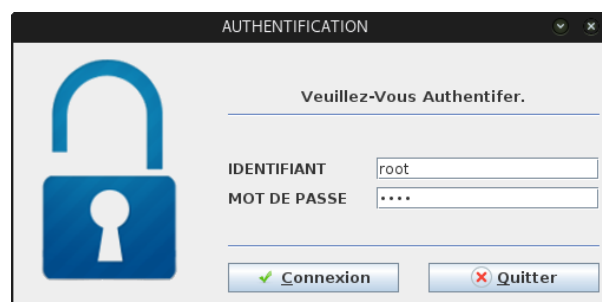 AUTHENTIFICATION
Veuillez-Vous Authentifer.
IDENTIFIANT root
MOT DE PASSE ••••
Connexion Quitter